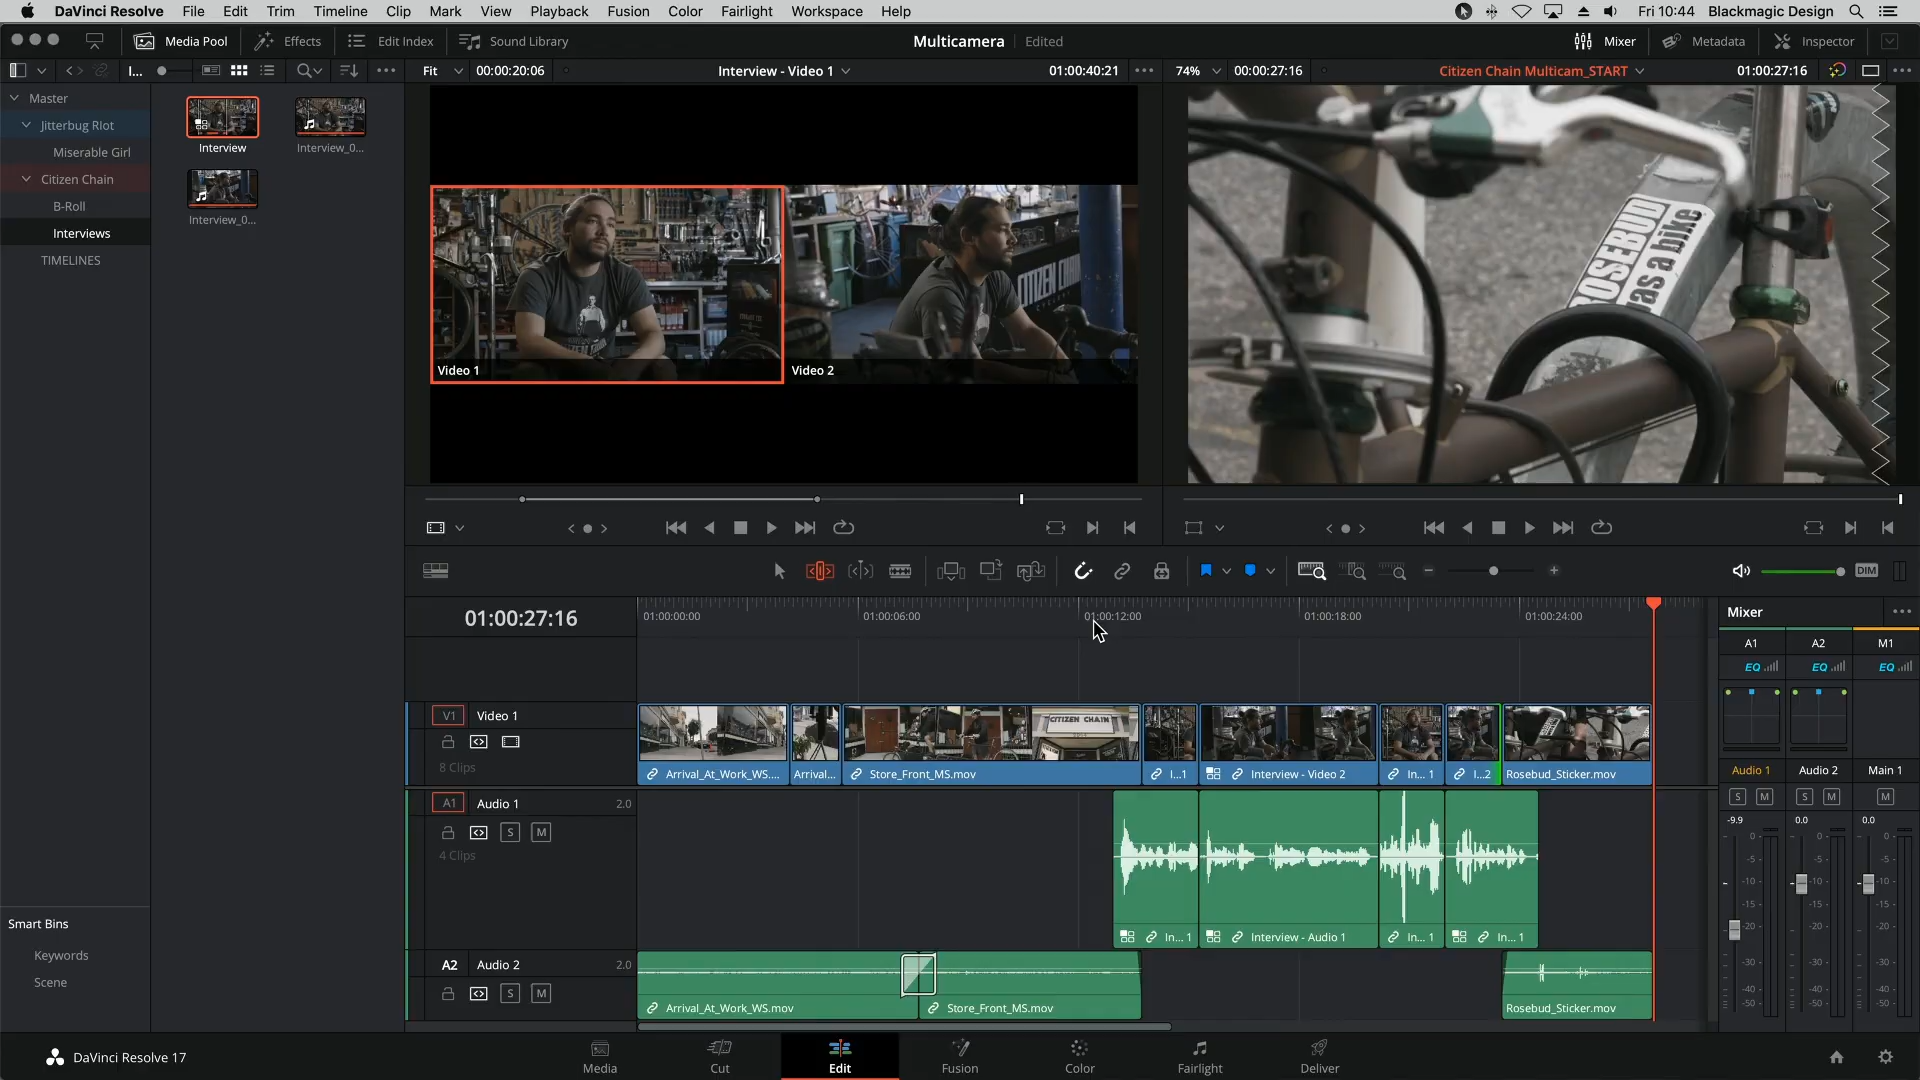 DaVinci Resolve File Edit Trim Timeline Clip Mark View Playback Fusion Color Fairlight Workspace Help Fri 10:44 Blackmagic Design
Media Pool Effects Edit Index Sound Library Multicamera Edited Mixer Metadata Inspector
I... Fit 00:00:20:06 Interview - Video 1 01:00:40:21 74% 00:00:27:16 Citizen Chain Multicam_START 01:00:27:16
Master
Jitterbug RIot
Miserable Girl
Citizen Chain
B-Roll
Interviews
TIMELINES
Interview Interview_0...
Interview_0...
Video 1 Video 2
CITIZEN CHAIN
ROSEBUD
was a bike
DIM
01:00:27:16 01:00:00:00 01:00:06:00 01:00:12:00 01:00:18:00 01:00:24:00
V1 Video 1
8 Clips
CITIZEN CHAIN
Arrival_At_Work_WS.... Arrival... Store_Front_MS.mov I...1 Interview - Video 2 In... 1 I...2 Rosebud_Sticker.mov
A1 Audio 1 2.0
S M
4 Clips
In... 1 Interview - Audio 1 In... 1 In... 1
A2 Audio 2 2.0
S M
Arrival_At_Work_WS.mov Store_Front_MS.mov Rosebud_Sticker.mov
Mixer
A1 A2 M1
EQ EQ EQ
Audio 1 Audio 2 Main 1
S M S M M
-9.9 0.0 0.0
0 0 0
-5 -5 -5
-10 -10 -10
-15 -15 -15
-20 -20 -20
-30 -30 -30
-40 -40 -40
-50 -50 -50
Smart Bins
Keywords
Scene
DaVinci Resolve 17
Media Cut Edit Fusion Color Fairlight Deliver